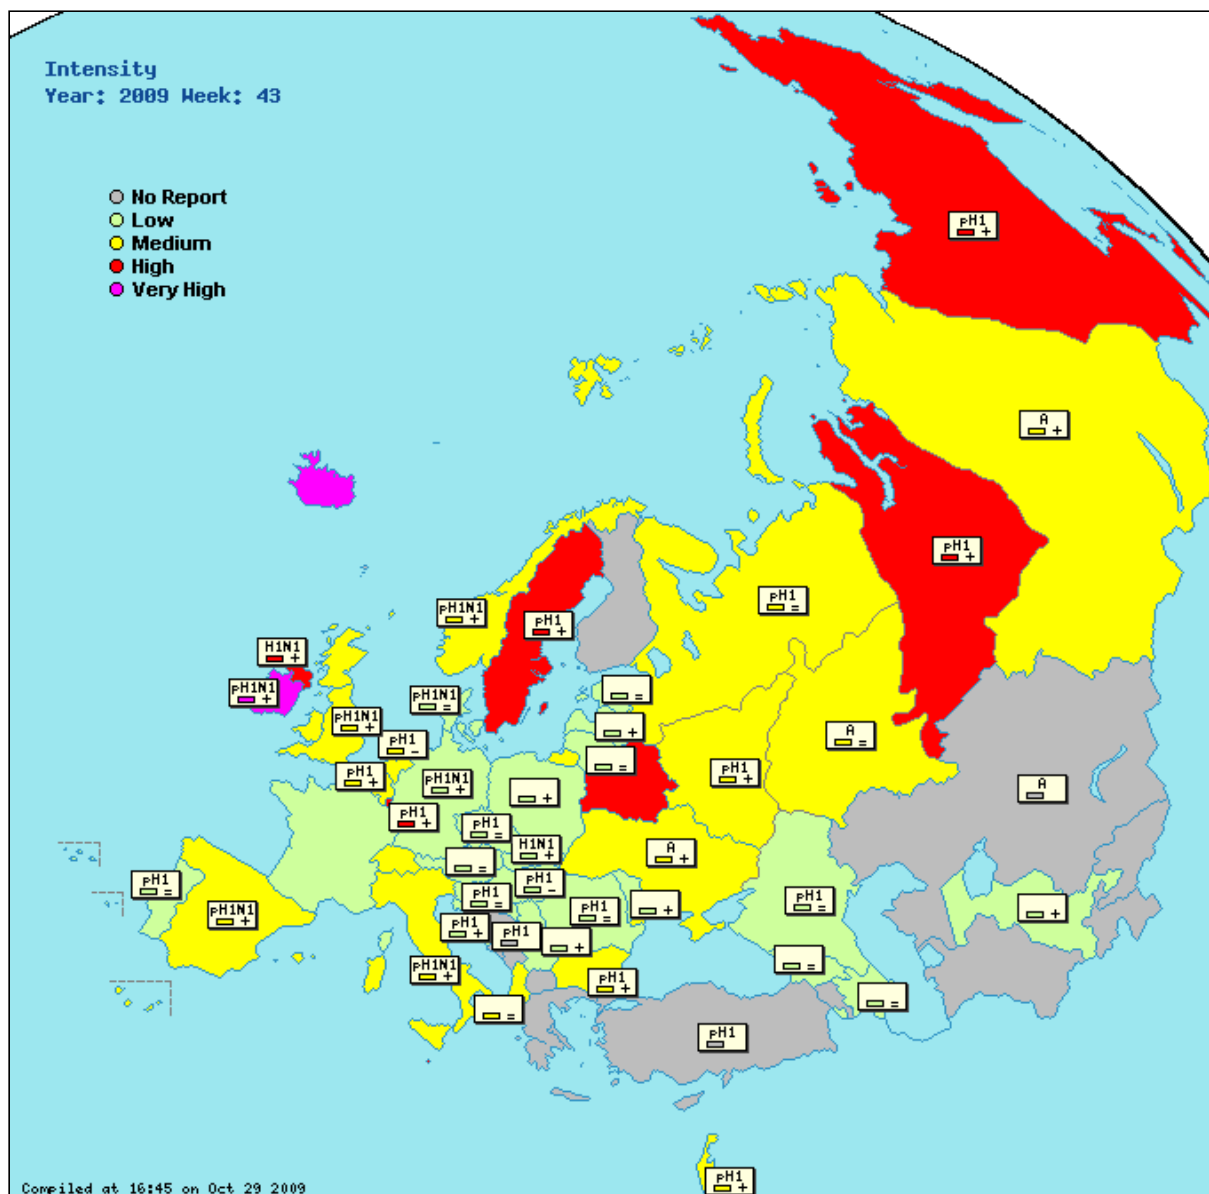 Intensity
Year: 2009 Week: 43
No Report
Low
Medium
High
Very High
pH1
+
A
+
pH1
+
pH1
=
pH1N1
+
pH1
+
H1N1
+
pH1N1
+
pH1N1
=
=
pH1N1
+
+
pH1
-
A
=
=
pH1
+
pH1
+
pH1N1
+
+
A
pH1
+
pH1
=
H1N1
+
A
+
=
pH1
=
pH1
-
pH1
=
pH1
=
+
+
pH1N1
+
pH1
=
pH1
+
pH1
+
=
pH1N1
+
pH1
+
=
=
pH1
pH1
+
Compiled at 16:45 on Oct 29 2009